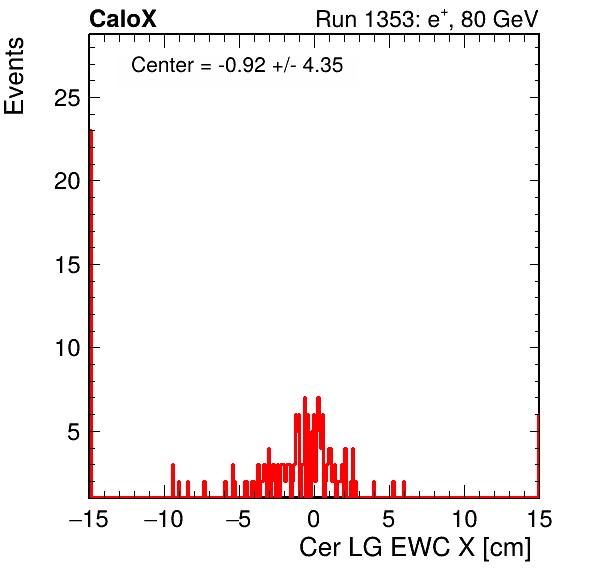 CaloX Run 1353: e⁺, 80 GeV
Center = -0.92 +/- 4.35
Events
25
20
15
10
5
−15 −10 −5 0 5 10 15
Cer LG EWC X [cm]